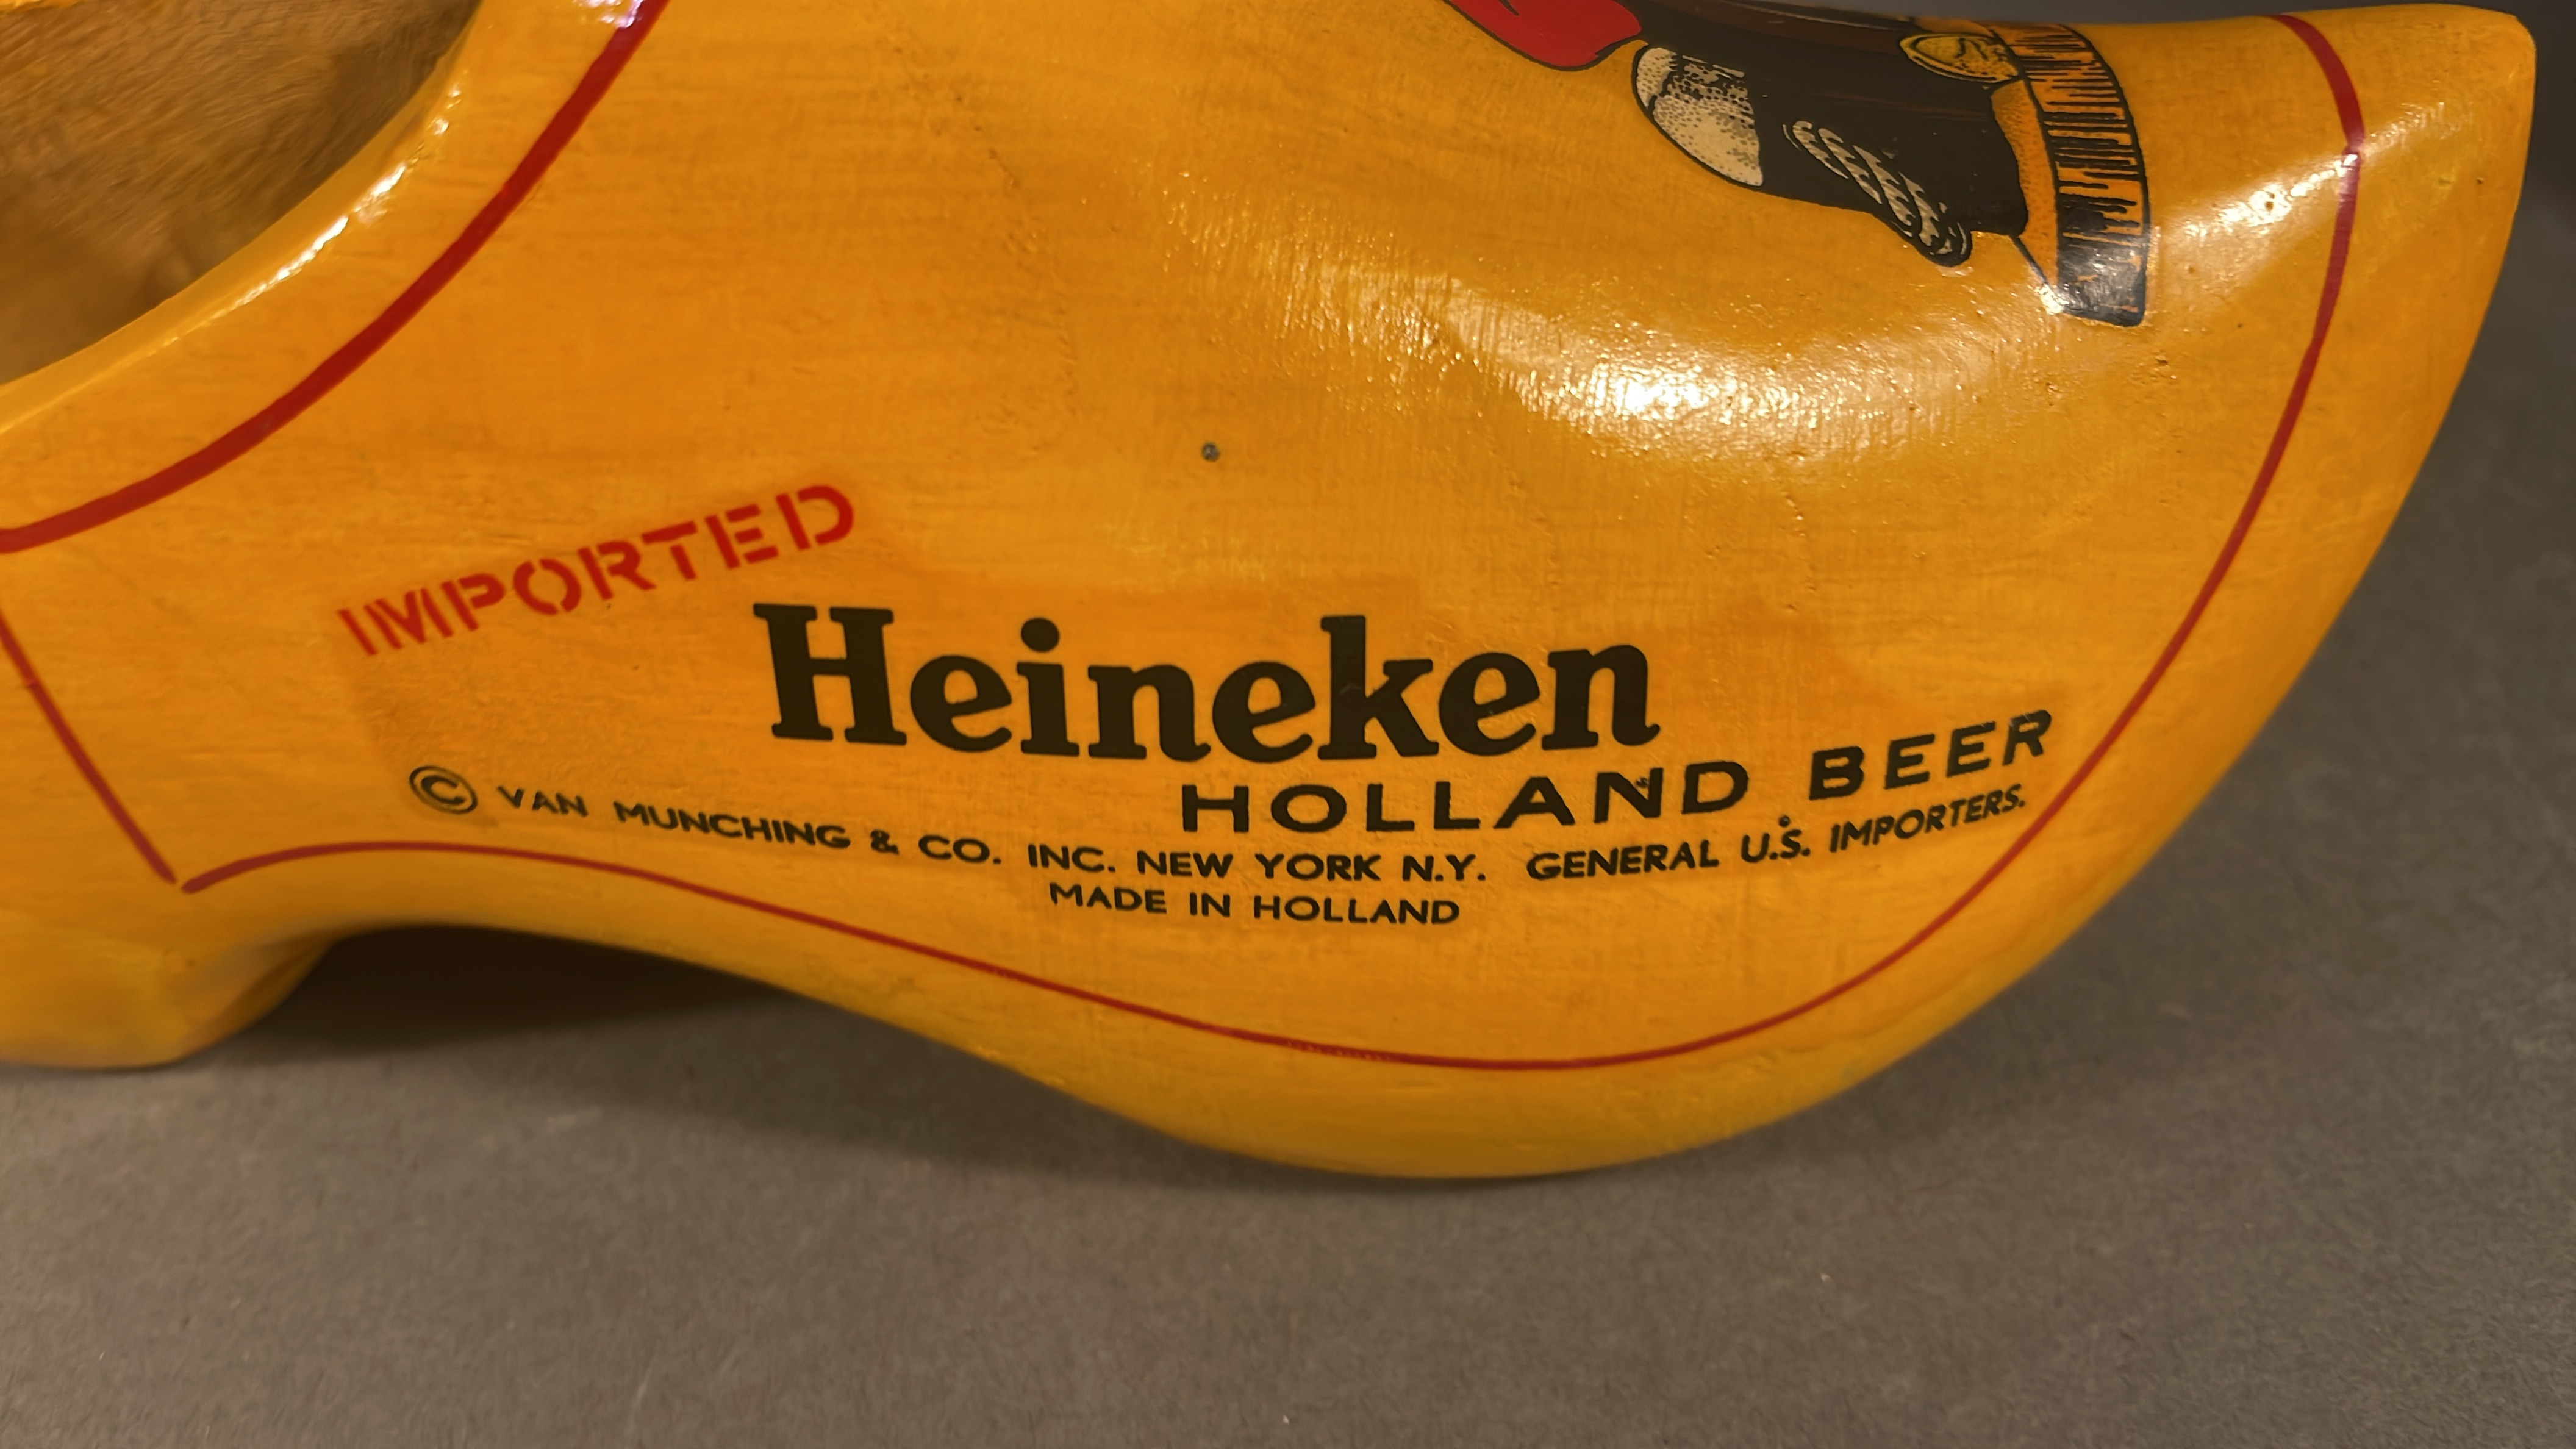 IMPORTED
Heineken
HOLLAND BEER
© VAN MUNCHING & CO. INC. NEW YORK N.Y. GENERAL U.S. IMPORTERS.
MADE IN HOLLAND